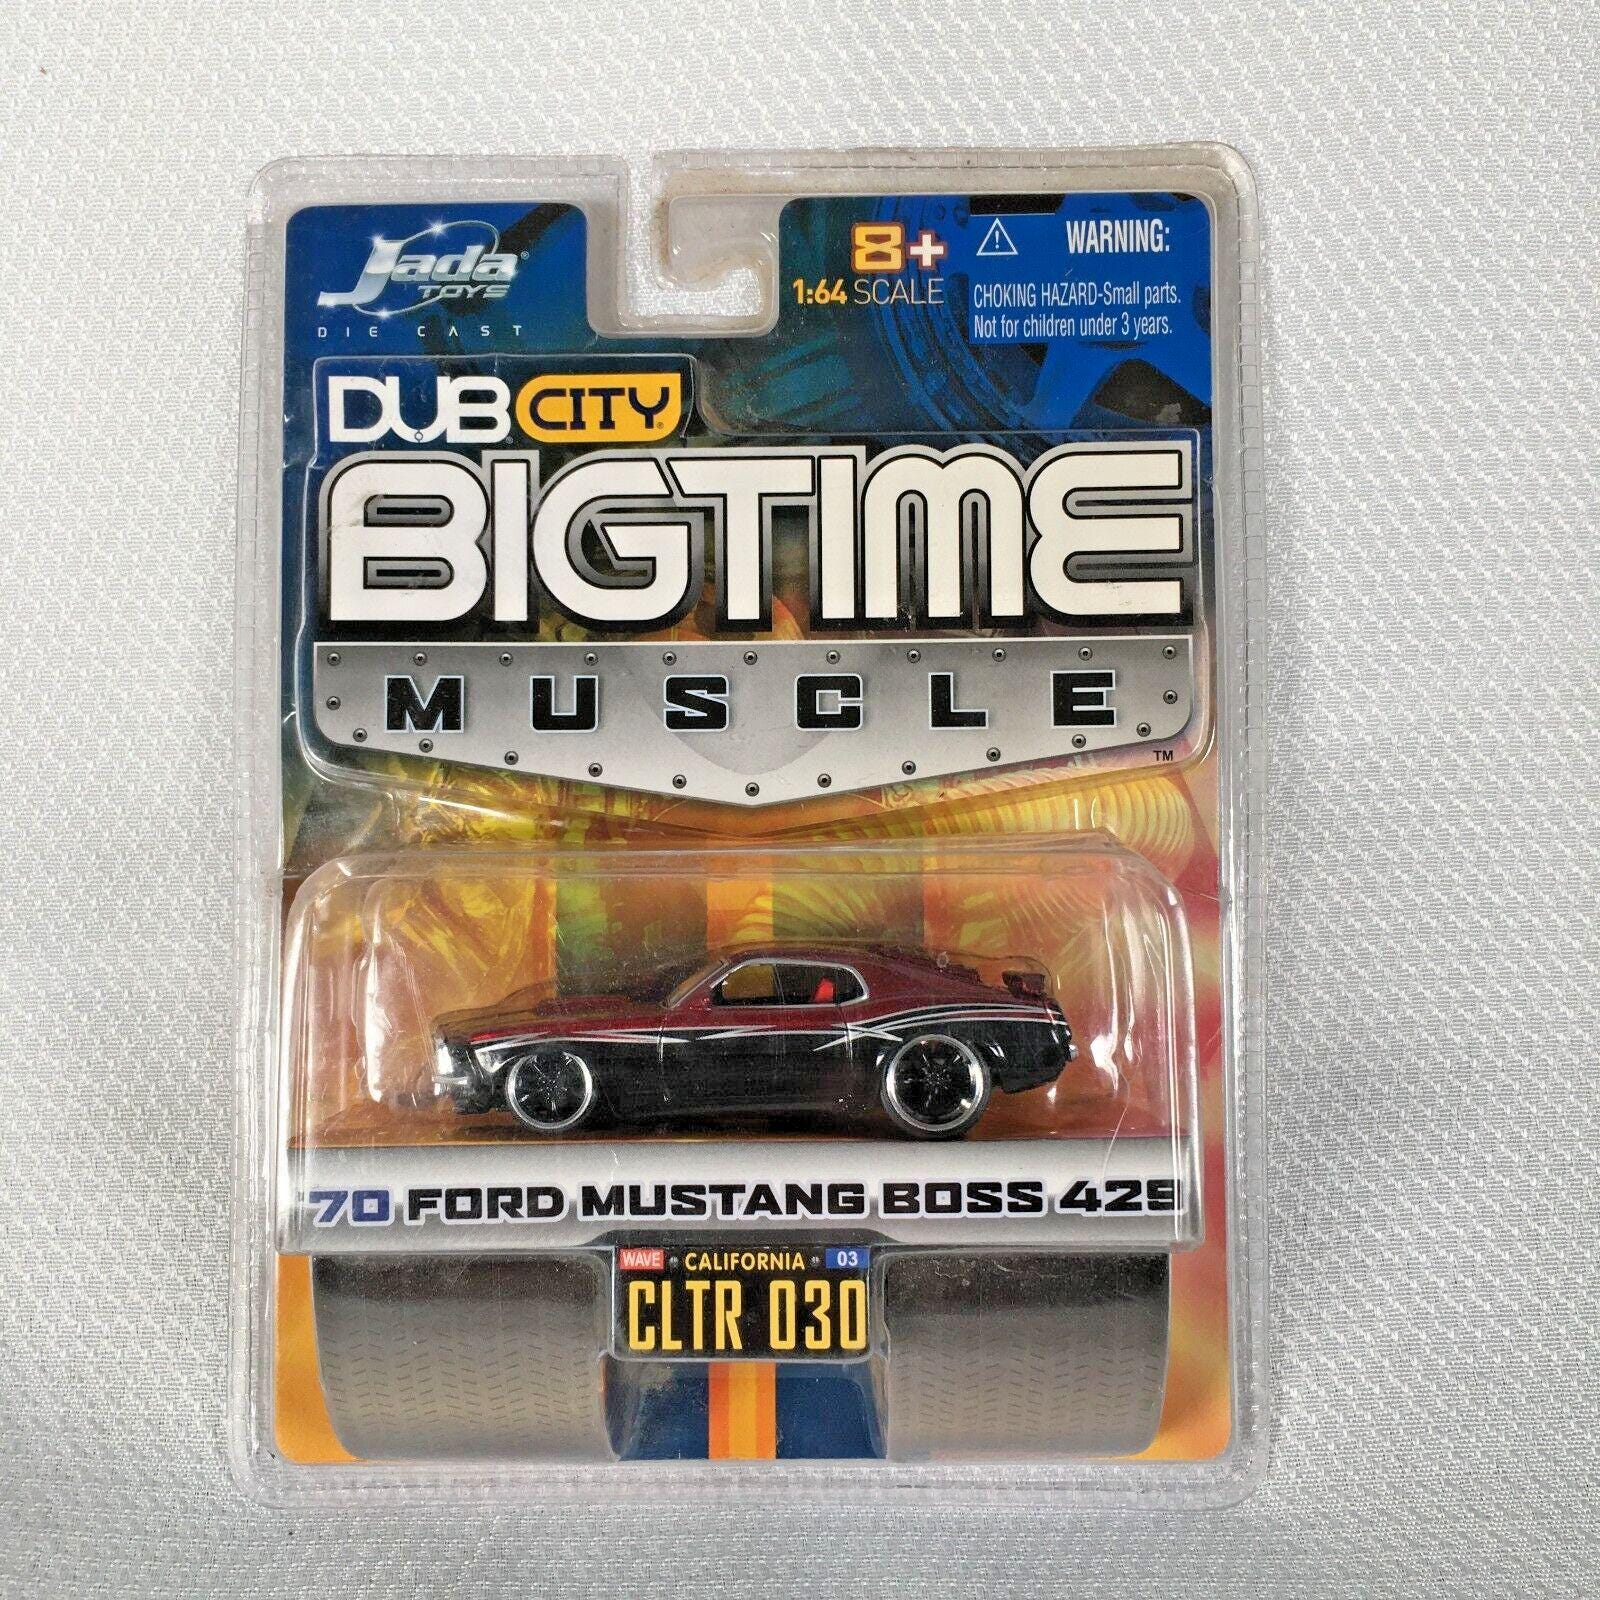 Jada®
TOYS
DIE CAST
8+
1:64 SCALE
WARNING:
CHOKING HAZARD-Small parts.
Not for children under 3 years.
DUB® CITY®
BIGTIME
MUSCLE
TM
'70 FORD MUSTANG BOSS 429
WAVE CALIFORNIA 03
CLTR 030